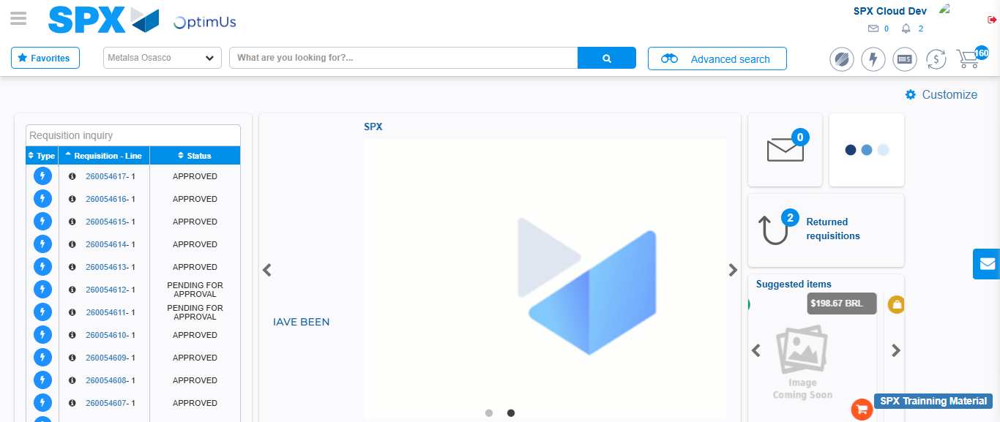 SPX OptimUs
SPX Cloud Dev
0 2
Favorites
Metalsa Osasco
What are you looking for?...
Advanced search
$
160
Customize
Requisition inquiry
Type Requisition - Line Status
260054617- 1 APPROVED
260054616- 1 APPROVED
260054615- 1 APPROVED
260054614- 1 APPROVED
260054613- 1 APPROVED
260054612- 1 PENDING FOR
APPROVAL
260054611- 1 PENDING FOR
APPROVAL
260054610- 1 APPROVED
260054609- 1 APPROVED
260054608- 1 APPROVED
260054607- 1 APPROVED
SPX
IAVE BEEN
0
2
Returned
requisitions
Suggested items
$198.67 BRL
Image
Coming Soon
SPX Trainning Material